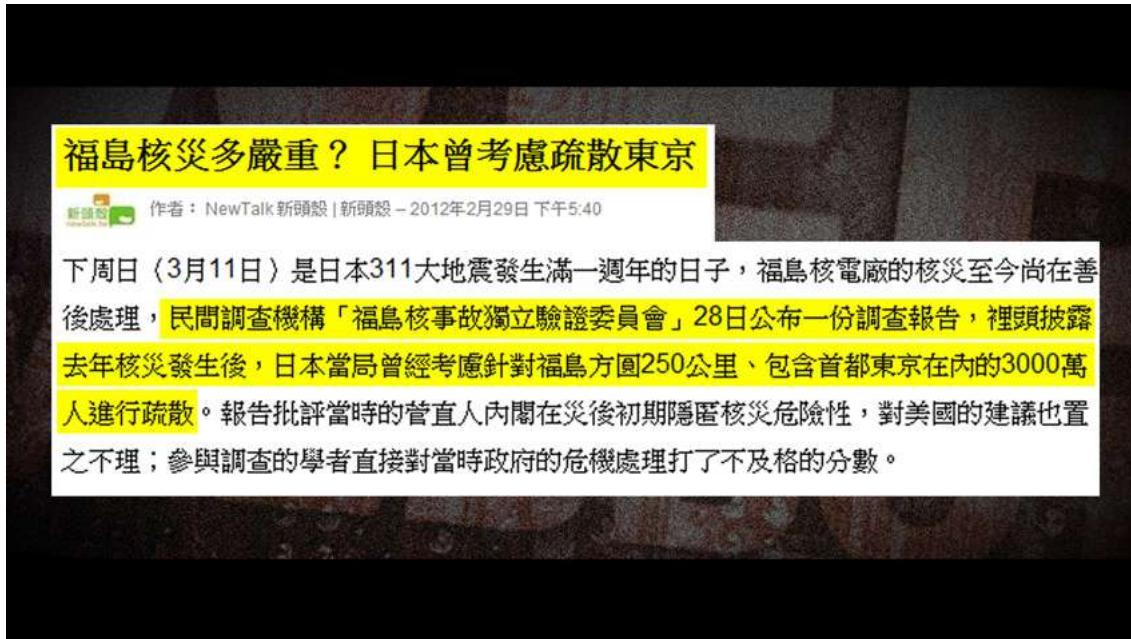 福島核災多嚴重？ 日本曾考慮疏散東京
新頭殼
newtalk.tw
作者： NewTalk 新頭殼 | 新頭殼 – 2012年2月29日 下午5:40
下周日（3月11日）是日本311大地震發生滿一週年的日子，福島核電廠的核災至今尚在善
後處理，民間調查機構「福島核事故獨立驗證委員會」28日公布一份調查報告，裡頭披露
去年核災發生後，日本當局曾經考慮針對福島方圓250公里、包含首都東京在內的3000萬
人進行疏散。報告批評當時的菅直人內閣在災後初期隱匿核災危險性，對美國的建議也置
之不理；參與調查的學者直接對當時政府的危機處理打了不及格的分數。